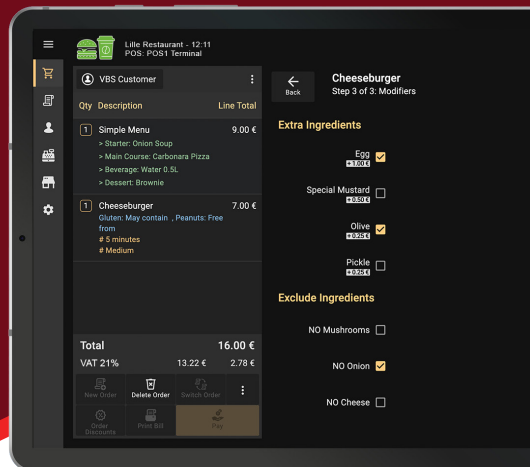 Lille Restaurant - 12:11
POS: POS1 Terminal
VBS Customer
Qty Description Line Total
1 Simple Menu 9.00 €
> Starter: Onion Soup
> Main Course: Carbonara Pizza
> Beverage: Water 0.5L
> Dessert: Brownie
1 Cheeseburger 7.00 €
Gluten: May contain , Peanuts: Free
from
# 5 minutes
# Medium
Total 16.00 €
VAT 21% 13.22 € 2.78 €
New Order
Delete Order
Switch Order
Order
Discounts
Print Bill
Pay
Back
Cheeseburger
Step 3 of 3: Modifiers
Extra Ingredients
Egg
+ 1.00 €
Special Mustard
+ 0.50 €
Olive
+ 0.25 €
Pickle
+ 0.25 €
Exclude Ingredients
NO Mushrooms
NO Onion
NO Cheese